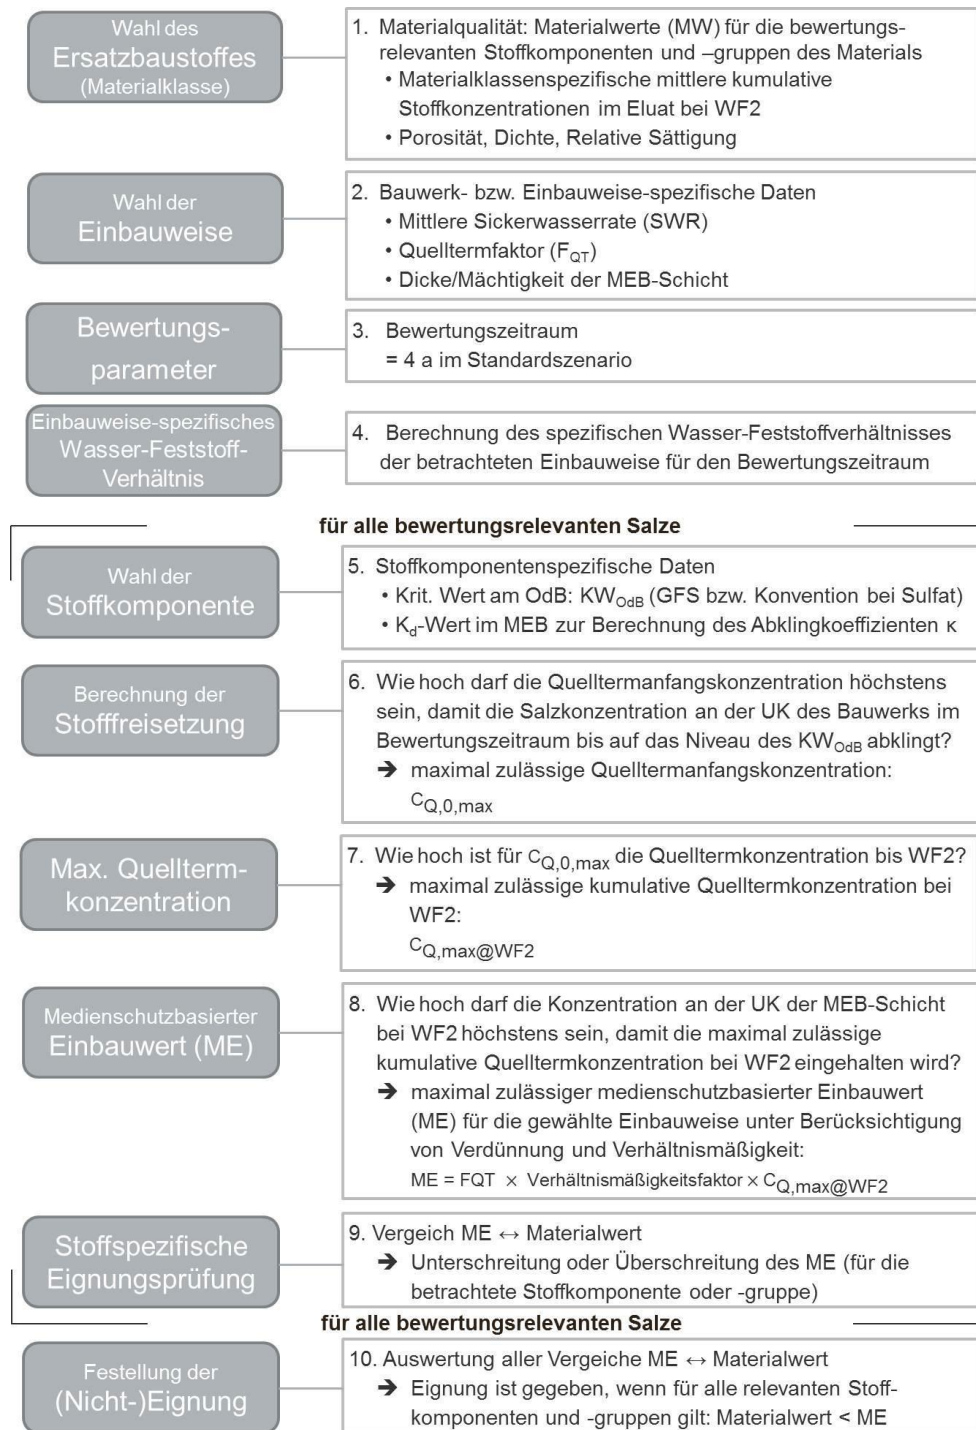 Wahl des
Ersatzbaustoffes
(Materialklasse)
1. Materialqualität: Materialwerte (MW) für die bewertungs-
relevanten Stoffkomponenten und –gruppen des Materials
• Materialklassenspezifische mittlere kumulative
Stoffkonzentrationen im Eluat bei WF2
• Porosität, Dichte, Relative Sättigung
Wahl der
Einbauweise
2. Bauwerk- bzw. Einbauweise-spezifische Daten
• Mittlere Sickerwasserrate (SWR)
• Quelltermfaktor (FQT)
• Dicke/Mächtigkeit der MEB-Schicht
Bewertungs-
parameter
3. Bewertungszeitraum
= 4 a im Standardszenario
Einbauweise-spezifisches
Wasser-Feststoff-
Verhältnis
4. Berechnung des spezifischen Wasser-Feststoffverhältnisses
der betrachteten Einbauweise für den Bewertungszeitraum
für alle bewertungsrelevanten Salze
Wahl der
Stoffkomponente
5. Stoffkomponentenspezifische Daten
• Krit. Wert am OdB: KWOdB (GFS bzw. Konvention bei Sulfat)
• Kd-Wert im MEB zur Berechnung des Abklingkoeffizienten κ
Berechnung der
Stofffreisetzung
6. Wie hoch darf die Quelltermanfangskonzentration höchstens
sein, damit die Salzkonzentration an der UK des Bauwerks im
Bewertungszeitraum bis auf das Niveau des KWOdB abklingt?
➔ maximal zulässige Quelltermanfangskonzentration:
CQ,0,max
Max. Quellterm-
konzentration
7. Wie hoch ist für CQ,0,max die Quelltermkonzentration bis WF2?
➔ maximal zulässige kumulative Quelltermkonzentration bei
WF2:
CQ,max@WF2
Medienschutzbasierter
Einbauwert (ME)
8. Wie hoch darf die Konzentration an der UK der MEB-Schicht
bei WF2 höchstens sein, damit die maximal zulässige
kumulative Quelltermkonzentration bei WF2 eingehalten wird?
➔ maximal zulässiger medienschutzbasierter Einbauwert
(ME) für die gewählte Einbauweise unter Berücksichtigung
von Verdünnung und Verhältnismäßigkeit:
ME = FQT × Verhältnismäßigkeitsfaktor × CQ,max@WF2
Stoffspezifische
Eignungsprüfung
9. Vergeich ME ↔ Materialwert
➔ Unterschreitung oder Überschreitung des ME (für die
betrachtete Stoffkomponente oder -gruppe)
für alle bewertungsrelevanten Salze
Festellung der
(Nicht-)Eignung
10. Auswertung aller Vergeiche ME ↔ Materialwert
➔ Eignung ist gegeben, wenn für alle relevanten Stoff-
komponenten und -gruppen gilt: Materialwert < ME